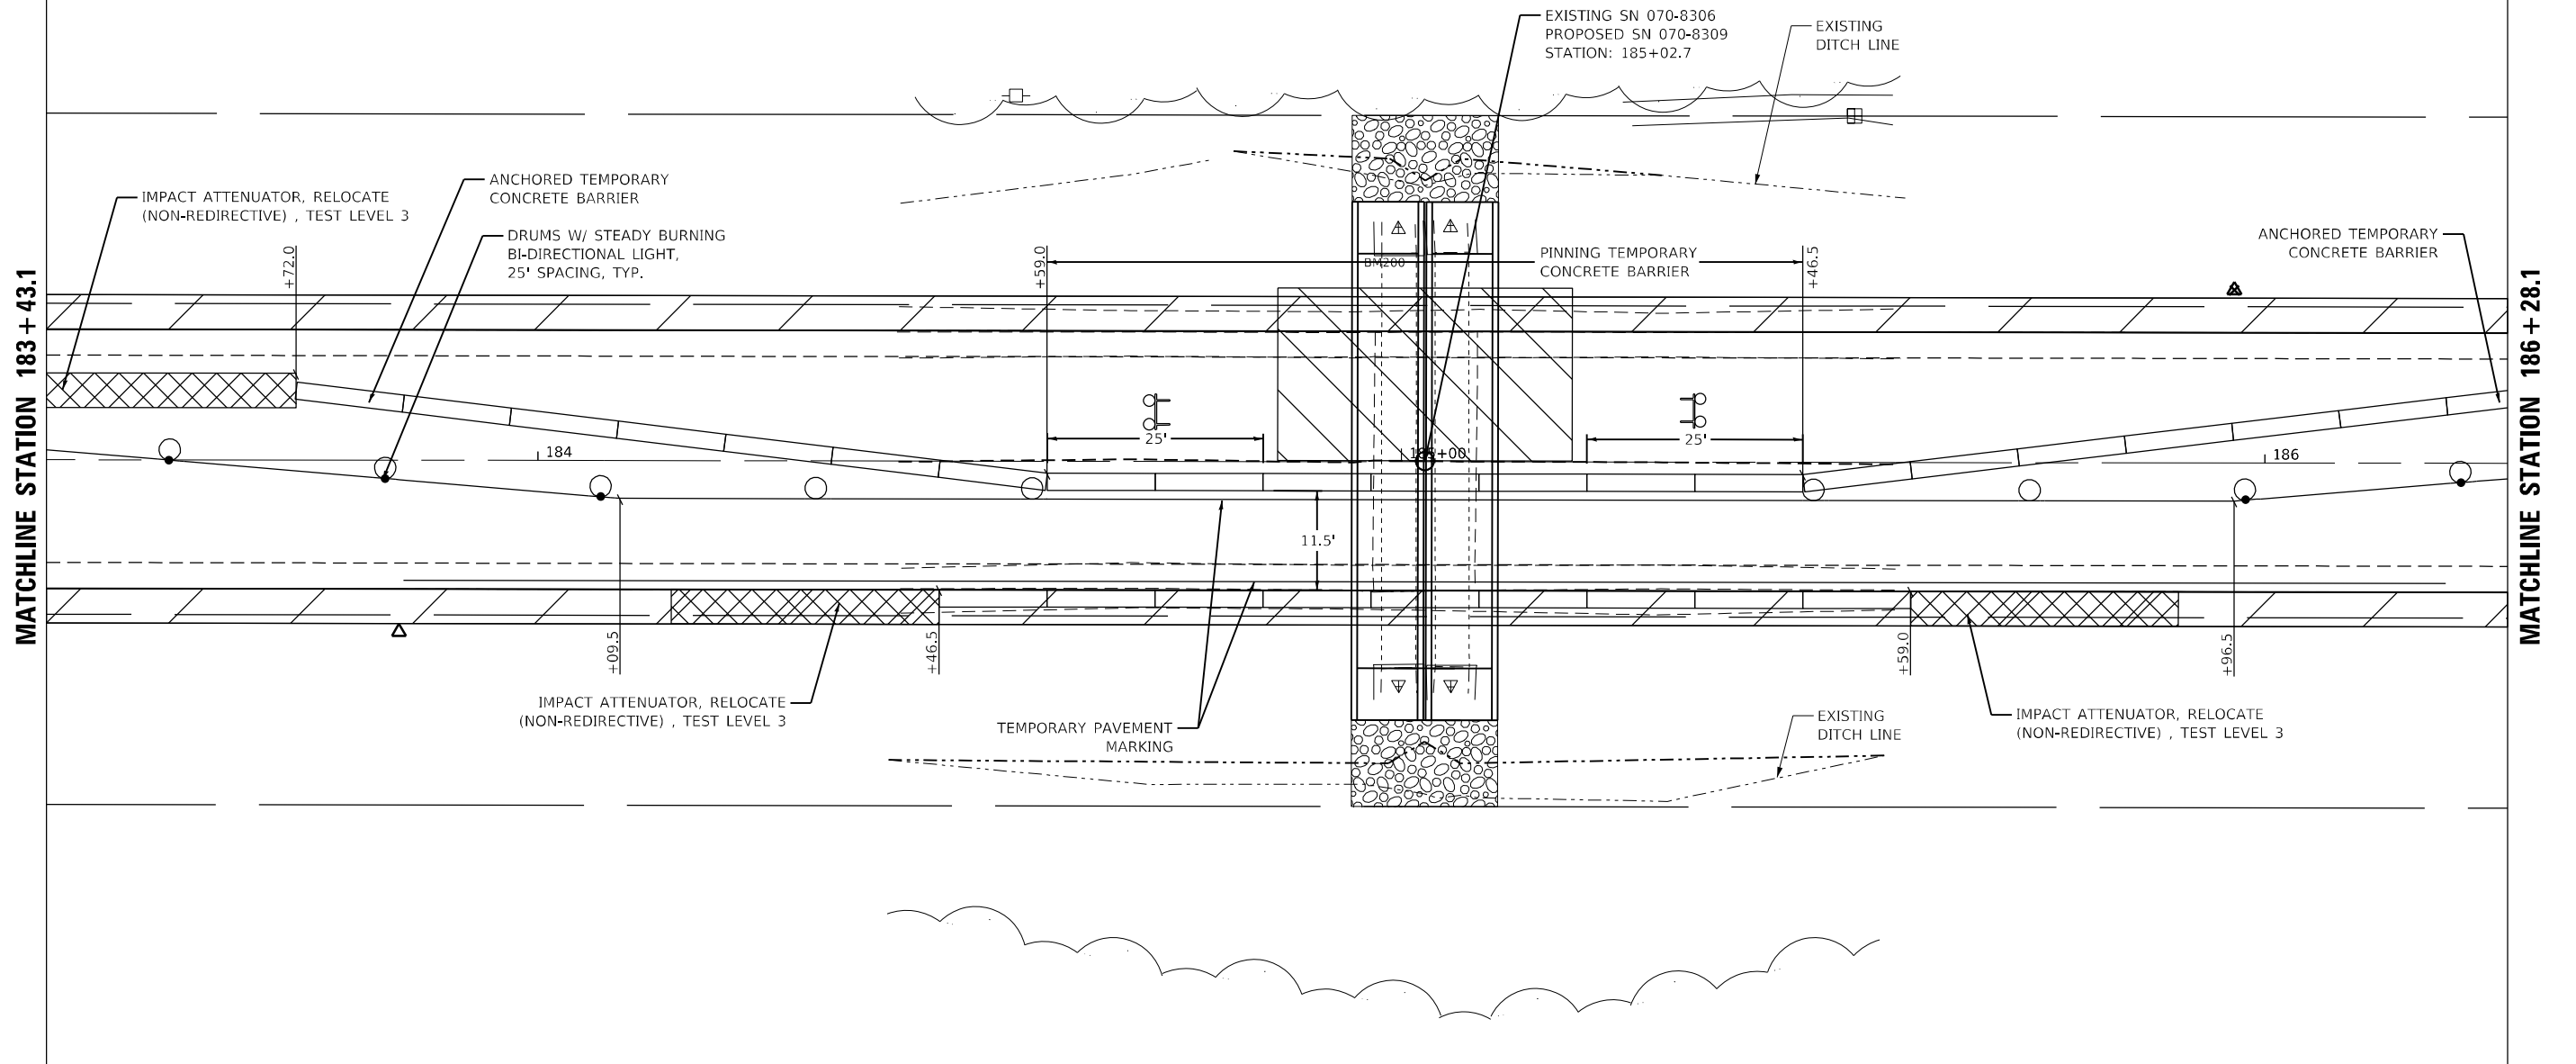 EXISTING SN 070-8306
PROPOSED SN 070-8309
STATION: 185+02.7
EXISTING
DITCH LINE
ANCHORED TEMPORARY
CONCRETE BARRIER
IMPACT ATTENUATOR, RELOCATE
(NON-REDIRECTIVE) , TEST LEVEL 3
DRUMS W/ STEADY BURNING
BI-DIRECTIONAL LIGHT,
25' SPACING, TYP.
ANCHORED TEMPORARY
CONCRETE BARRIER
PINNING TEMPORARY
CONCRETE BARRIER
BM200
+72.0
+59.0
+46.5
MATCHLINE STATION 183+43.1
MATCHLINE STATION 186+28.1
25'
25'
184
185+00
186
11.5'
+09.5
+46.5
+59.0
+96.5
IMPACT ATTENUATOR, RELOCATE
(NON-REDIRECTIVE) , TEST LEVEL 3
TEMPORARY PAVEMENT
MARKING
EXISTING
DITCH LINE
IMPACT ATTENUATOR, RELOCATE
(NON-REDIRECTIVE) , TEST LEVEL 3